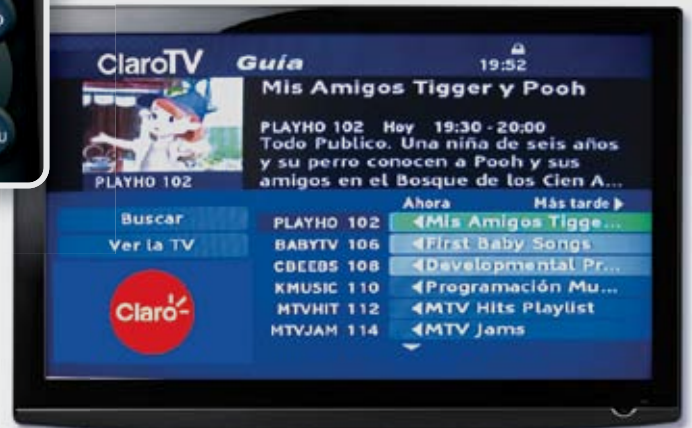 ClaroTV Guía 19:52
Mis Amigos Tigger y Pooh
PLAYHO 102 Hoy 19:30 - 20:00
Todo Publico. Una niña de seis años
y su perro conocen a Pooh y sus
amigos en el Bosque de los Cien A...
PLAYHO 102
Ahora Más tarde
Buscar
Ver la TV
Claro-
PLAYHO 102 Mis Amigos Tigge...
BABYTV 106 First Baby Songs
CBEEBS 108 Developmental Pr...
KMUSIC 110 Programación Mu...
MTVHIT 112 MTV Hits Playlist
MTVJAM 114 MTV Jams